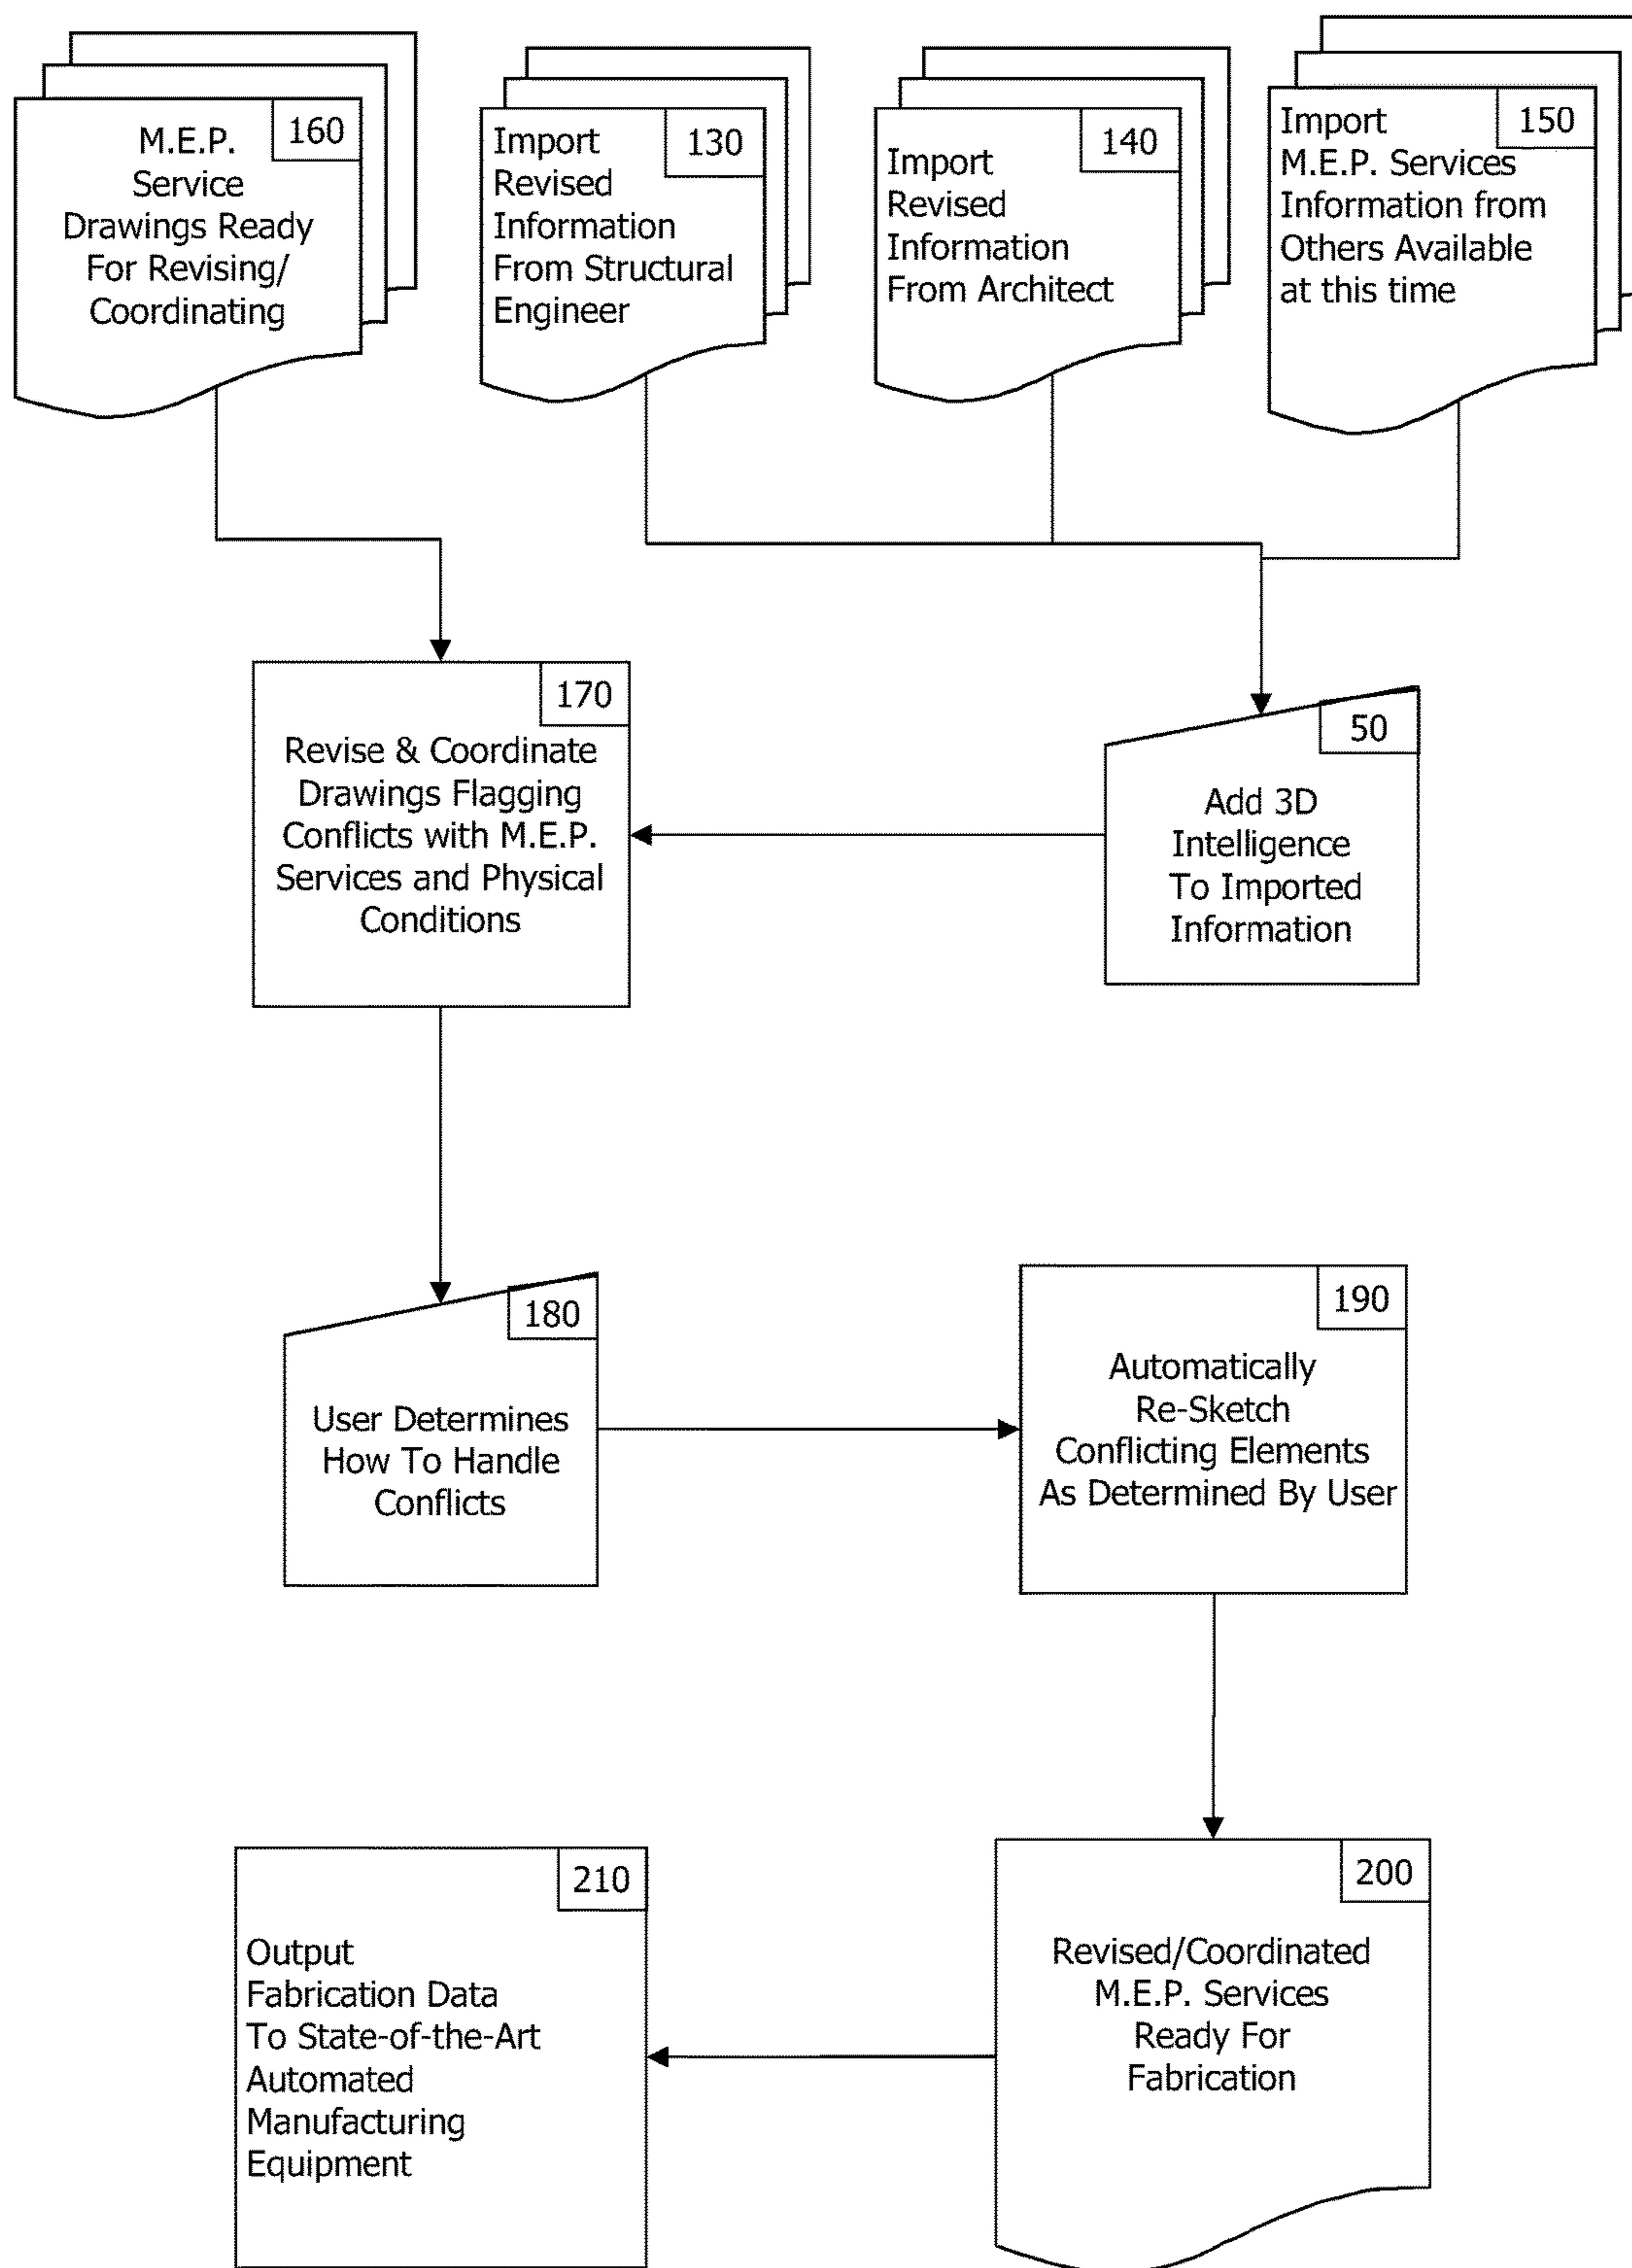 160
M.E.P.
Service
Drawings Ready
For Revising/
Coordinating
130
Import
Revised
Information
From Structural
Engineer
140
Import
Revised
Information
From Architect
150
Import
M.E.P. Services
Information from
Others Available
at this time
170
Revise & Coordinate
Drawings Flagging
Conflicts with M.E.P.
Services and Physical
Conditions
50
Add 3D
Intelligence
To Imported
Information
180
User Determines
How To Handle
Conflicts
190
Automatically
Re-Sketch
Conflicting Elements
As Determined By User
210
Output
Fabrication Data
To State-of-the-Art
Automated
Manufacturing
Equipment
200
Revised/Coordinated
M.E.P. Services
Ready For
Fabrication